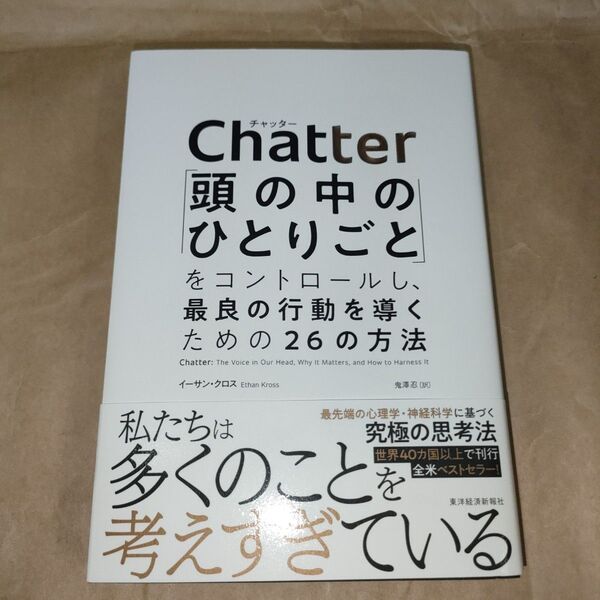 チャッター
Chatter
「頭の中の
ひとりごと」
をコントロールし、
最良の行動を導く
ための26の方法
Chatter: The Voice in Our Head, Why It Matters, and How to Harness It
イーサン・クロス Ethan Kross
鬼澤忍[訳]
最先端の心理学・神経科学に基づく
究極の思考法
世界40カ国以上で刊行
全米ベストセラー!
私たちは
多くのことを
考えすぎている
東洋経済新報社